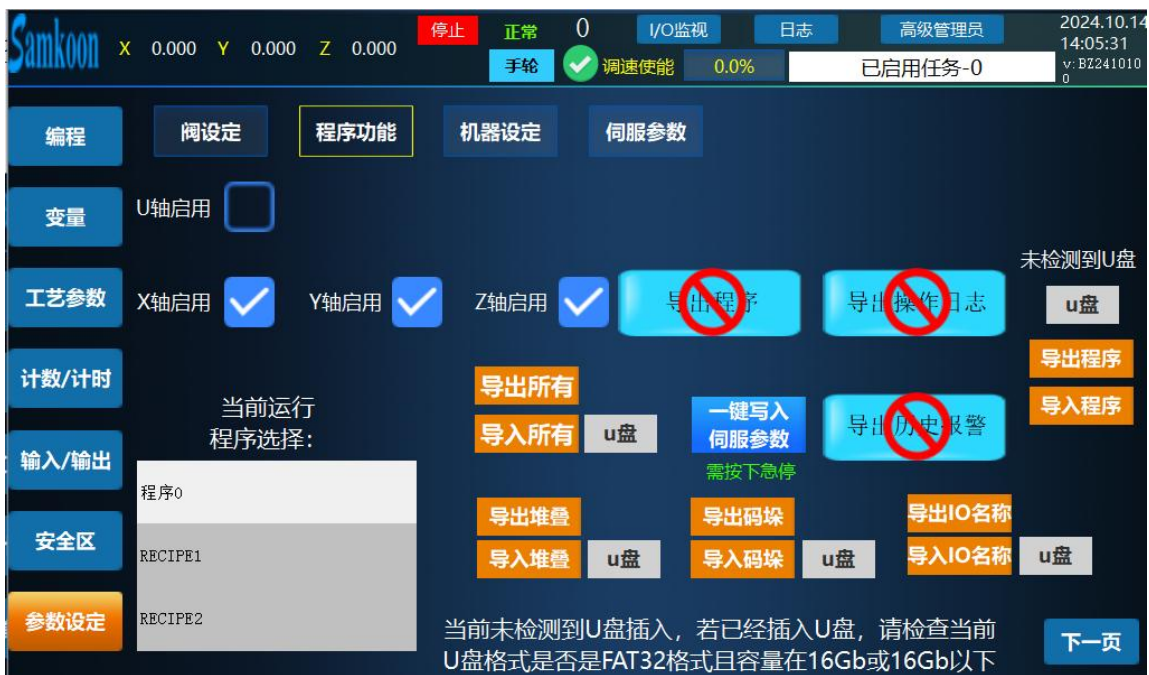 Samkoon
X 0.000 Y 0.000 Z 0.000
停止 正常 0 I/O监视 日志 高级管理员
手轮 调速使能 0.0% 已启用任务-0
2024.10.14
14:05:31
v:BZ241010
0
编程 阀设定 程序功能 机器设定 伺服参数
变量 U轴启用
未检测到U盘
工艺参数 X轴启用 Y轴启用 Z轴启用 导出程序 导出操作日志 u盘
导出程序
计数/计时 当前运行 导出所有 导入程序
程序选择: 导入所有 u盘 一键写入 导出历史报警
伺服参数
输入/输出 需按下急停
程序0
导出堆叠 导出码垛 导出IO名称
安全区 RECIPE1 导入堆叠 u盘 导入码垛 u盘 导入IO名称 u盘
参数设定 RECIPE2
当前未检测到U盘插入，若已经插入U盘，请检查当前
U盘格式是否是FAT32格式且容量在16Gb或16Gb以下
下一页